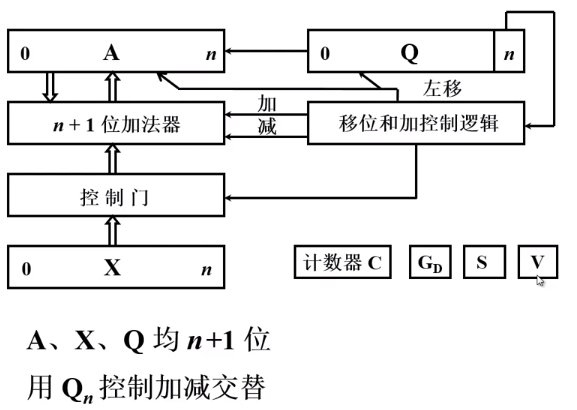 0 A n
0 Q n
左移
n + 1 位加法器
加
减
移位和加控制逻辑
控制门
0 X n
计数器 C
G_D
S
V
A、X、Q 均 n+1 位
用 Q_n 控制加减交替